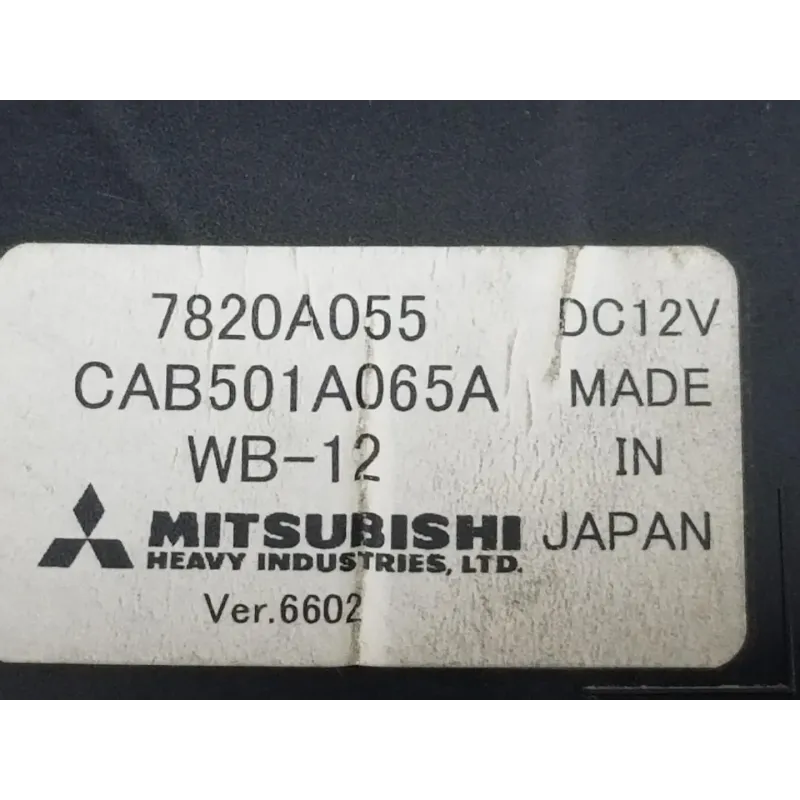 7820A055 DC12V
CAB501A065A MADE
WB-12 IN
MITSUBISHI JAPAN
HEAVY INDUSTRIES, LTD.
Ver.6602